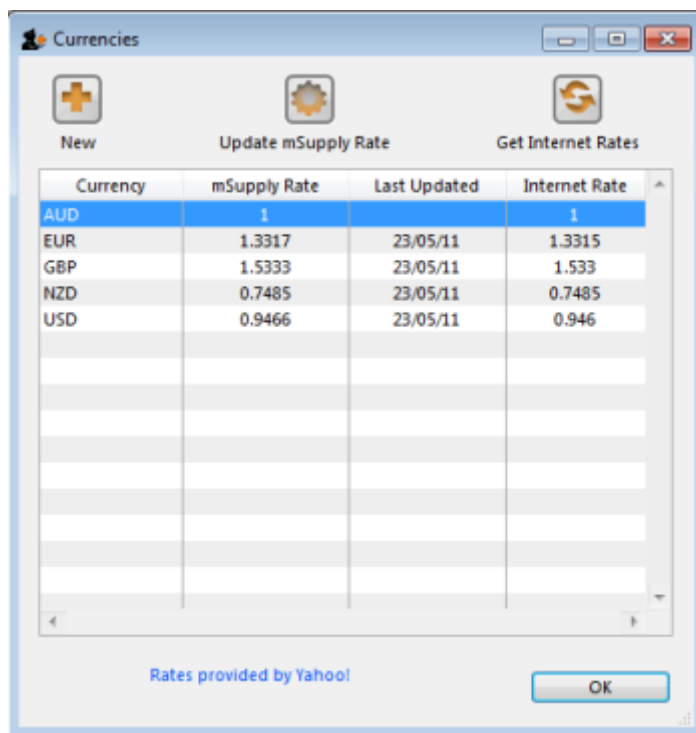 Currencies
New Update mSupply Rate Get Internet Rates
Currency mSupply Rate Last Updated Internet Rate
AUD 1 1
EUR 1.3317 23/05/11 1.3315
GBP 1.5333 23/05/11 1.533
NZD 0.7485 23/05/11 0.7485
USD 0.9466 23/05/11 0.946
Rates provided by Yahoo!
OK